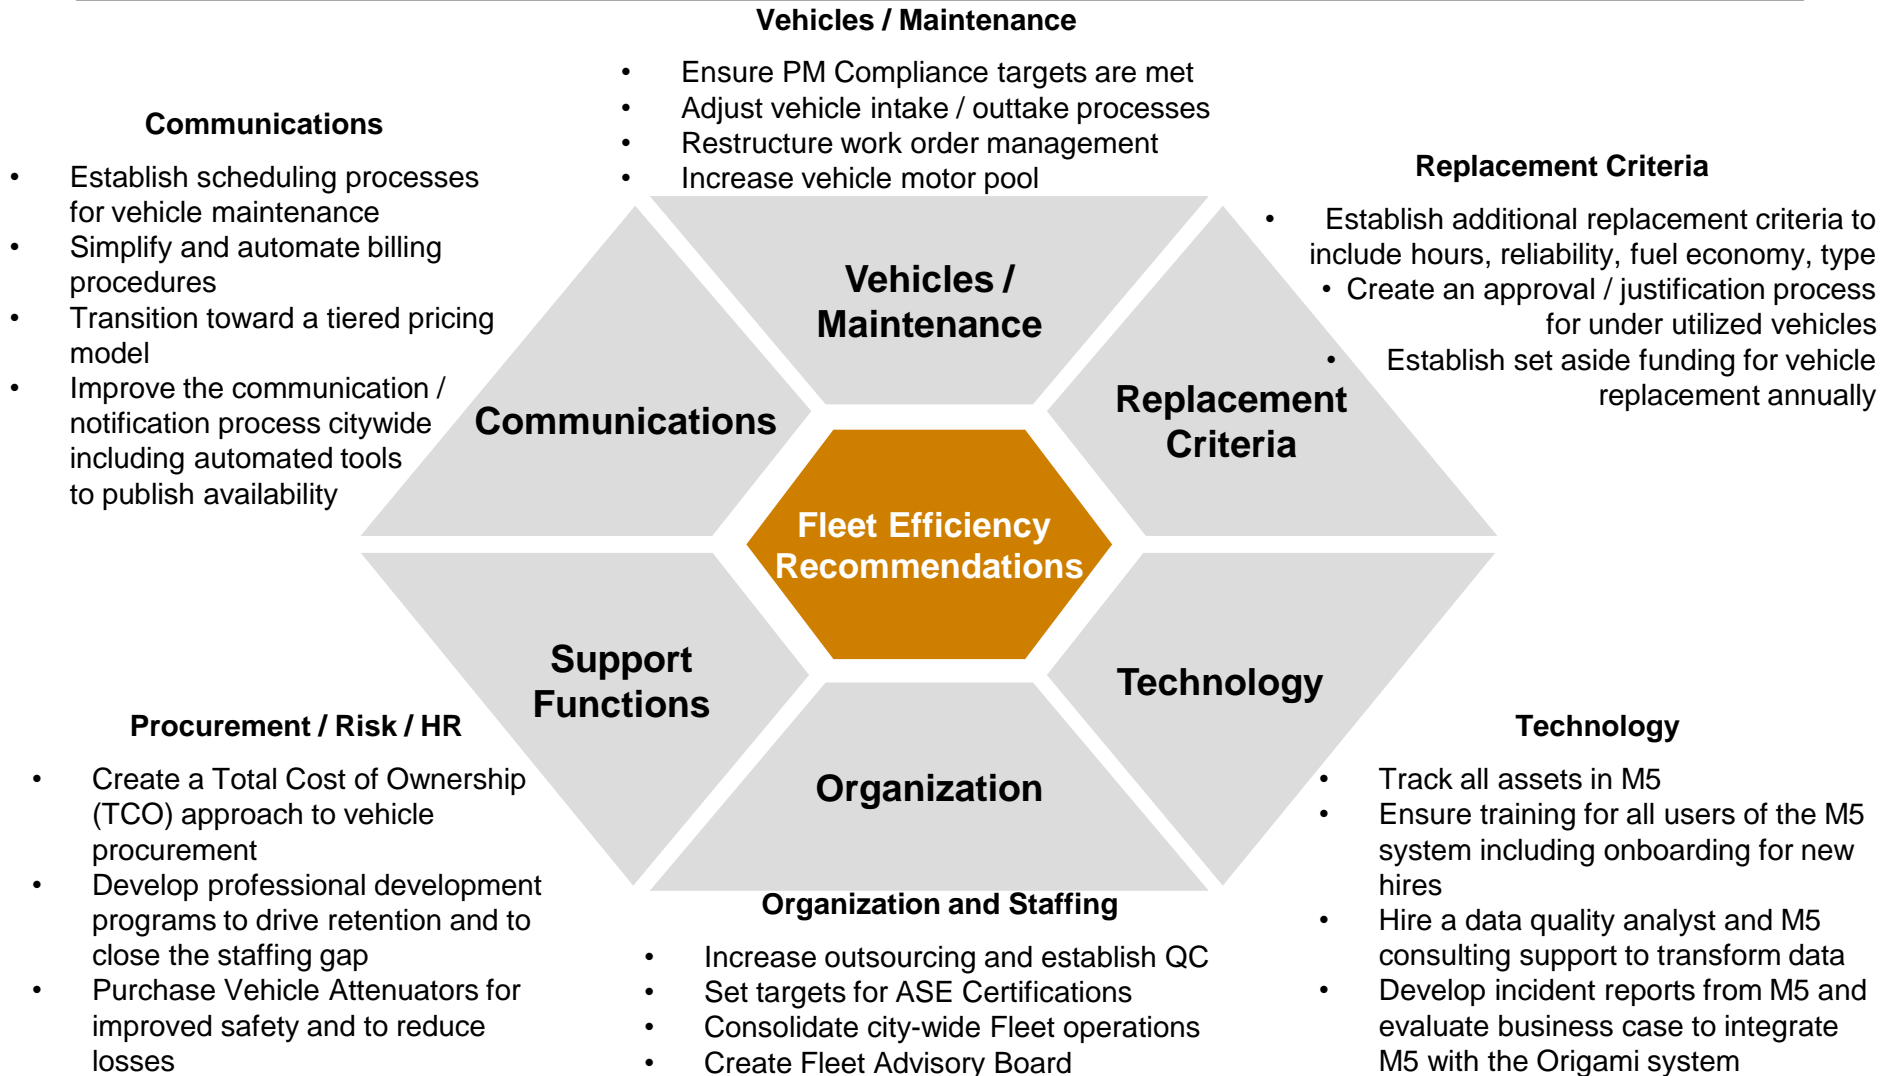 Vehicles / Maintenance
• Ensure PM Compliance targets are met
• Adjust vehicle intake / outtake processes
• Restructure work order management
• Increase vehicle motor pool
Communications
• Establish scheduling processes
for vehicle maintenance
• Simplify and automate billing
procedures
• Transition toward a tiered pricing
model
• Improve the communication /
notification process citywide
including automated tools
to publish availability
Replacement Criteria
• Establish additional replacement criteria to
include hours, reliability, fuel economy, type
• Create an approval / justification process
for under utilized vehicles
• Establish set aside funding for vehicle
replacement annually
Vehicles /
Maintenance
Communications
Replacement
Criteria
Fleet Efficiency
Recommendations
Support
Functions
Technology
Organization
Procurement / Risk / HR
• Create a Total Cost of Ownership
(TCO) approach to vehicle
procurement
• Develop professional development
programs to drive retention and to
close the staffing gap
• Purchase Vehicle Attenuators for
improved safety and to reduce
losses
Organization and Staffing
• Increase outsourcing and establish QC
• Set targets for ASE Certifications
• Consolidate city-wide Fleet operations
• Create Fleet Advisory Board
Technology
• Track all assets in M5
• Ensure training for all users of the M5
system including onboarding for new
hires
• Hire a data quality analyst and M5
consulting support to transform data
• Develop incident reports from M5 and
evaluate business case to integrate
M5 with the Origami system